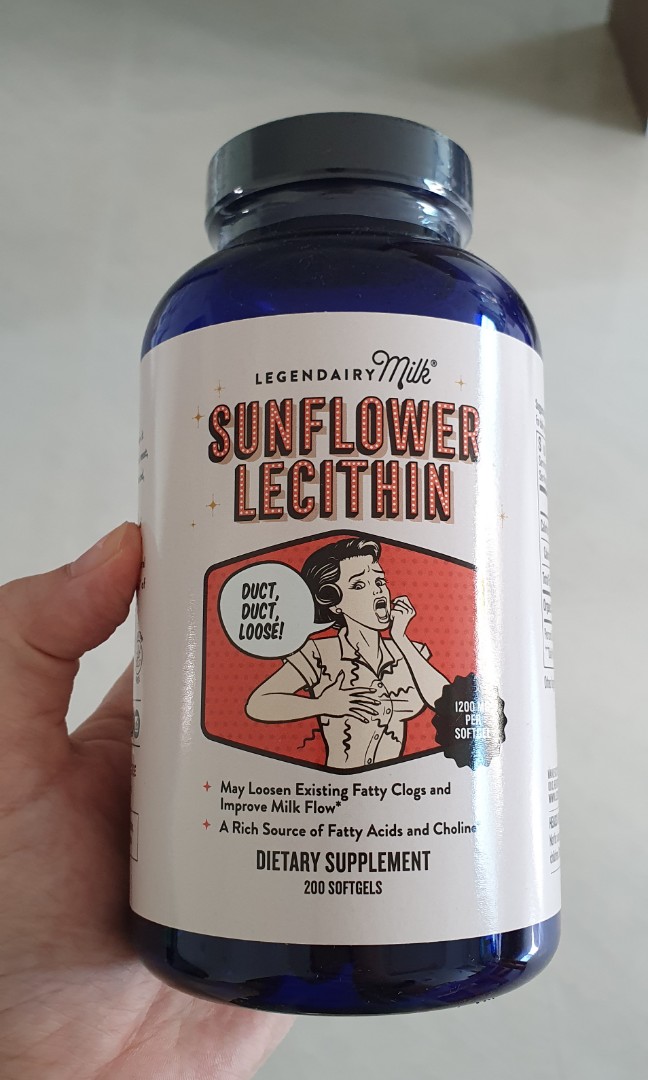 LEGENDAIRY Milk®
SUNFLOWER
LECITHIN
DUCT,
DUCT,
LOOSE!
1200 MG
PER
SOFTGEL
May Loosen Existing Fatty Clogs and
Improve Milk Flow*
A Rich Source of Fatty Acids and Choline*
DIETARY SUPPLEMENT
200 SOFTGELS